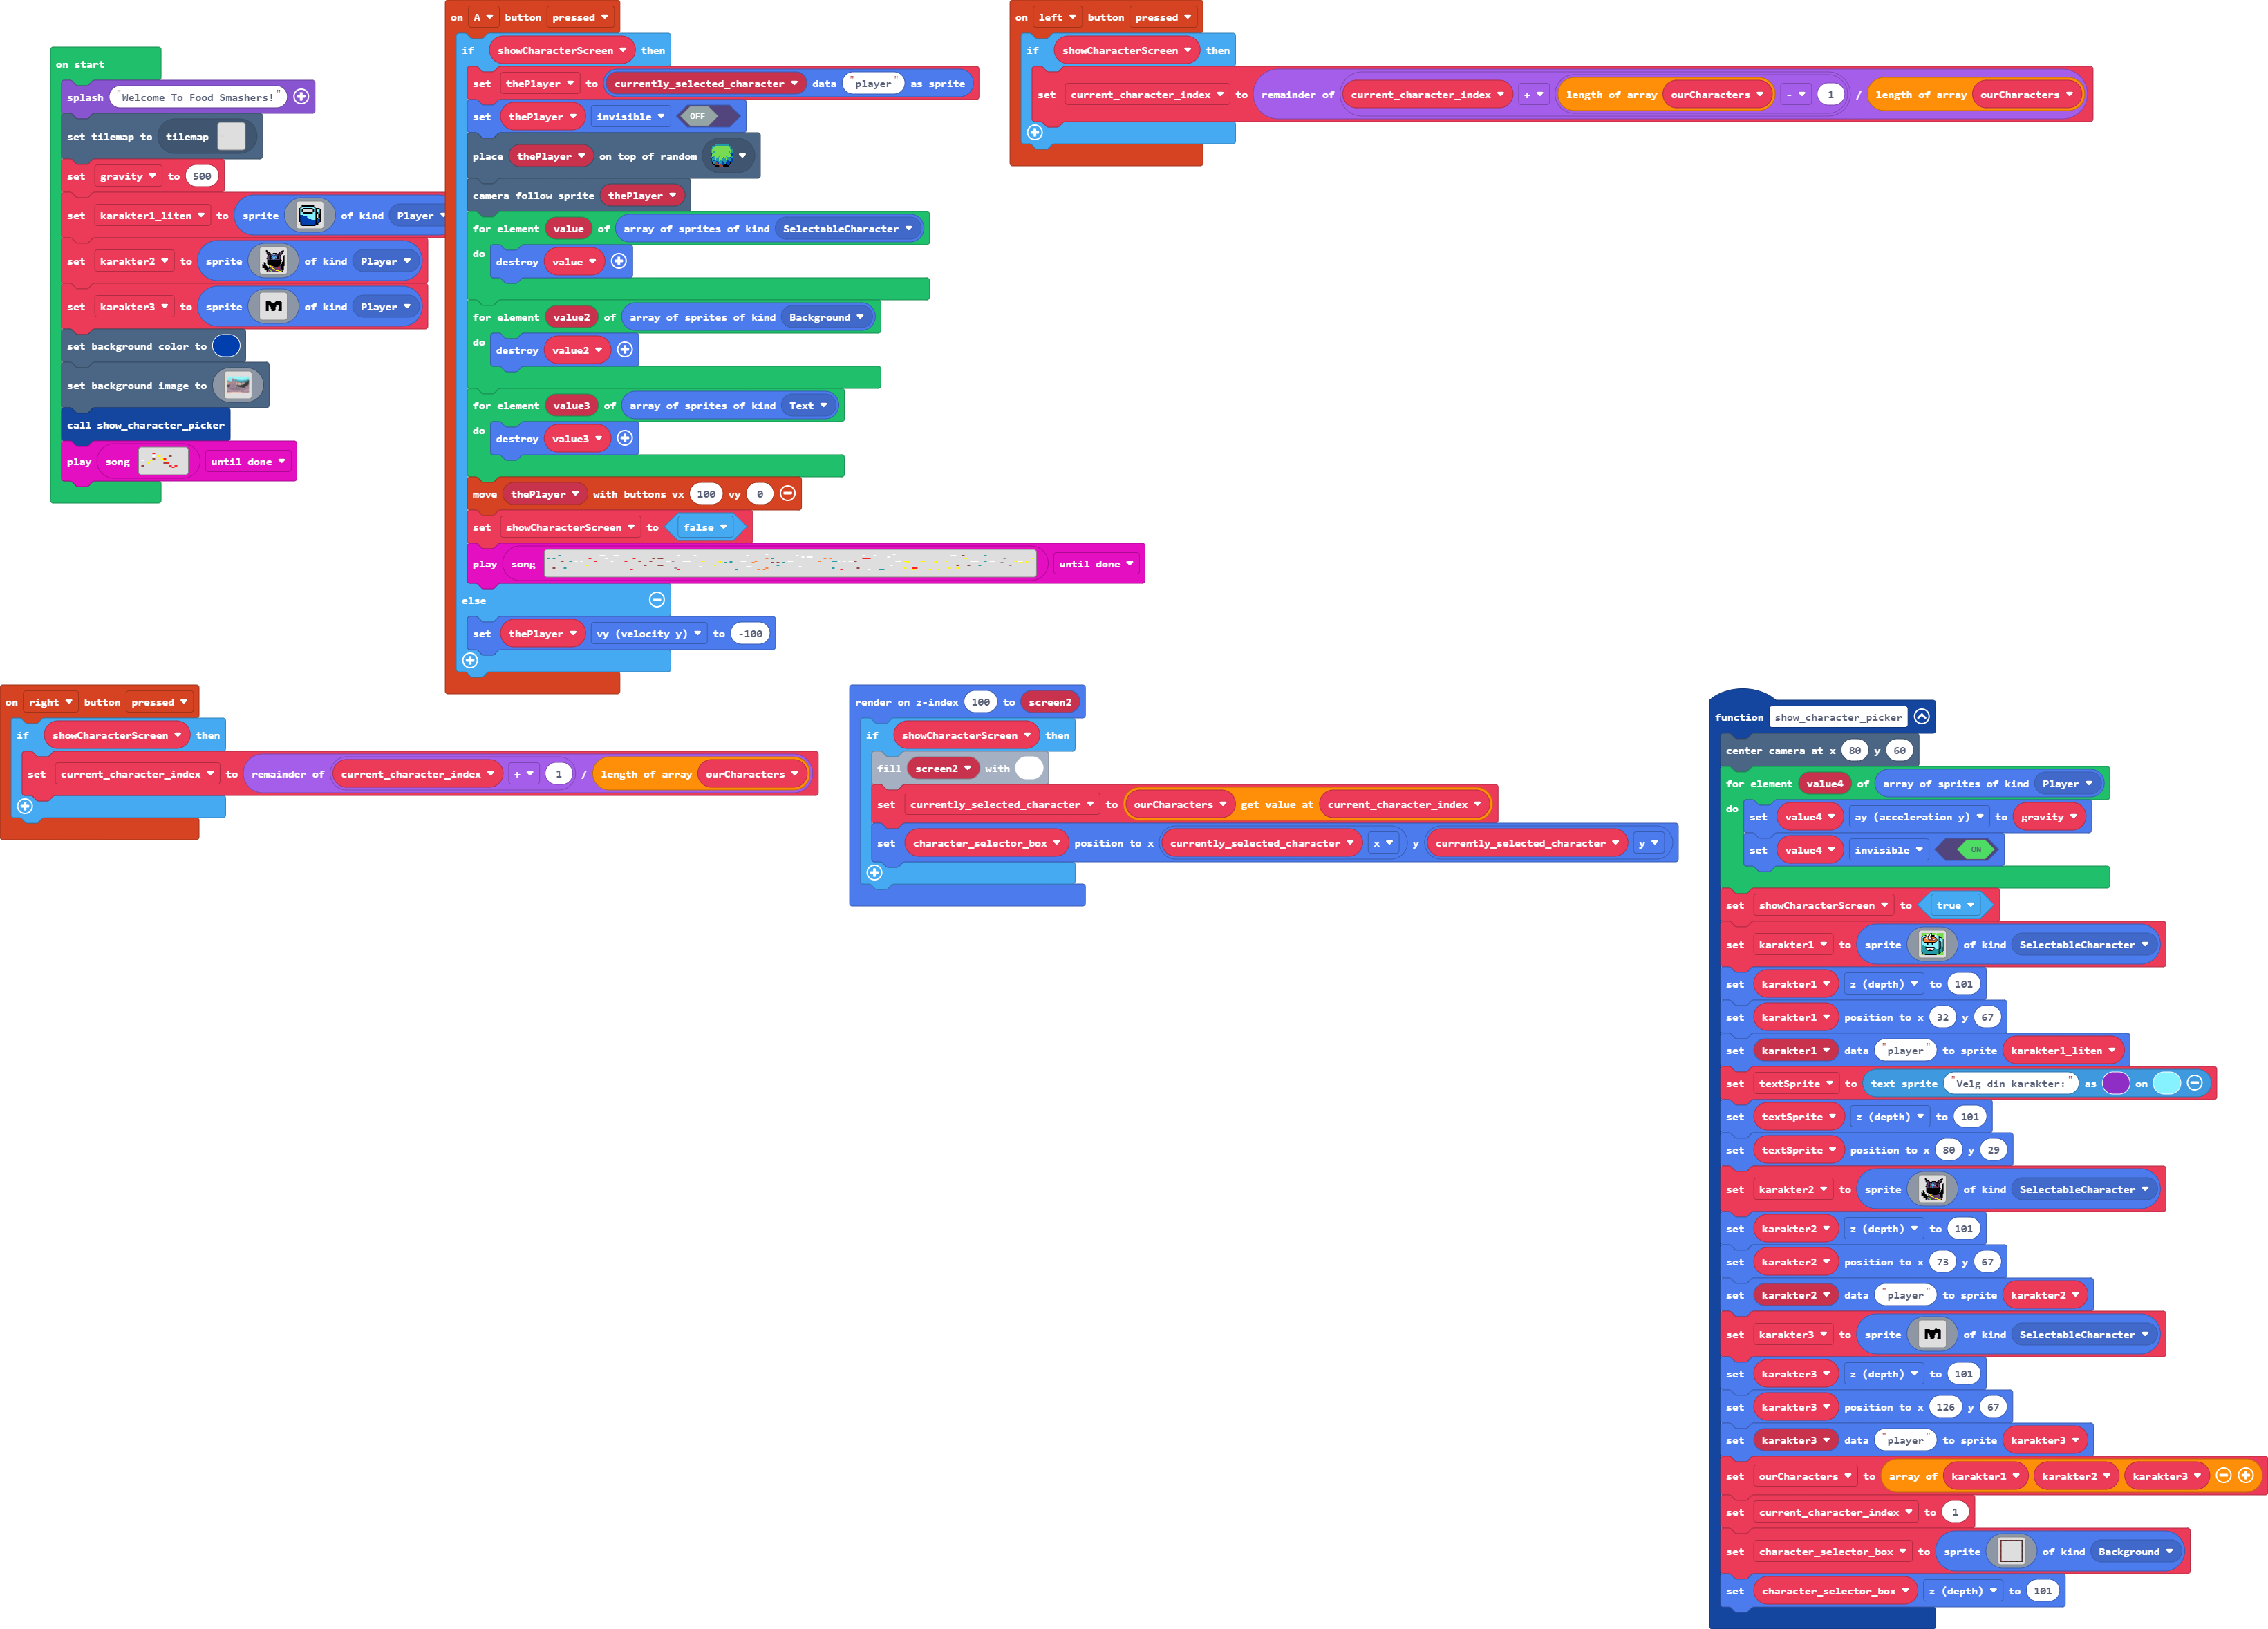 on start
splash "Welcome To Food Smashers!"
set tilemap to tilemap
set gravity to 500
set karakter1_liten to sprite of kind Player
set karakter2 to sprite of kind Player
set karakter3 to sprite of kind Player
set background color to
set background image to
call show_character_picker
play song until done
on A button pressed
if showCharacterScreen then
set thePlayer to currently_selected_character data "player" as sprite
set thePlayer invisible OFF
place thePlayer on top of random
camera follow sprite thePlayer
for element value of array of sprites of kind SelectableCharacter
do destroy value
for element value2 of array of sprites of kind Background
do destroy value2
for element value3 of array of sprites of kind Text
do destroy value3
move thePlayer with buttons vx 100 vy 0
set showCharacterScreen to false
play song until done
else
set thePlayer vy (velocity y) to -100
on left button pressed
if showCharacterScreen then
set current_character_index to remainder of current_character_index + length of array ourCharacters - 1 / length of array ourCharacters
on right button pressed
if showCharacterScreen then
set current_character_index to remainder of current_character_index + 1 / length of array ourCharacters
render on z-index 100 to screen2
if showCharacterScreen then
fill screen2 with
set currently_selected_character to ourCharacters get value at current_character_index
set character_selector_box position to x currently_selected_character x y currently_selected_character y
function show_character_picker
center camera at x 80 y 60
for element value4 of array of sprites of kind Player
do set value4 ay (acceleration y) to gravity
set value4 invisible ON
set showCharacterScreen to true
set karakter1 to sprite of kind SelectableCharacter
set karakter1 z (depth) to 101
set karakter1 position to x 32 y 67
set karakter1 data "player" to sprite karakter1_liten
set textSprite to text sprite "Velg din karakter:" as on
set textSprite z (depth) to 101
set textSprite position to x 80 y 29
set karakter2 to sprite of kind SelectableCharacter
set karakter2 z (depth) to 101
set karakter2 position to x 73 y 67
set karakter2 data "player" to sprite karakter2
set karakter3 to sprite of kind SelectableCharacter
set karakter3 z (depth) to 101
set karakter3 position to x 126 y 67
set karakter3 data "player" to sprite karakter3
set ourCharacters to array of karakter1 karakter2 karakter3
set current_character_index to 1
set character_selector_box to sprite of kind Background
set character_selector_box z (depth) to 101